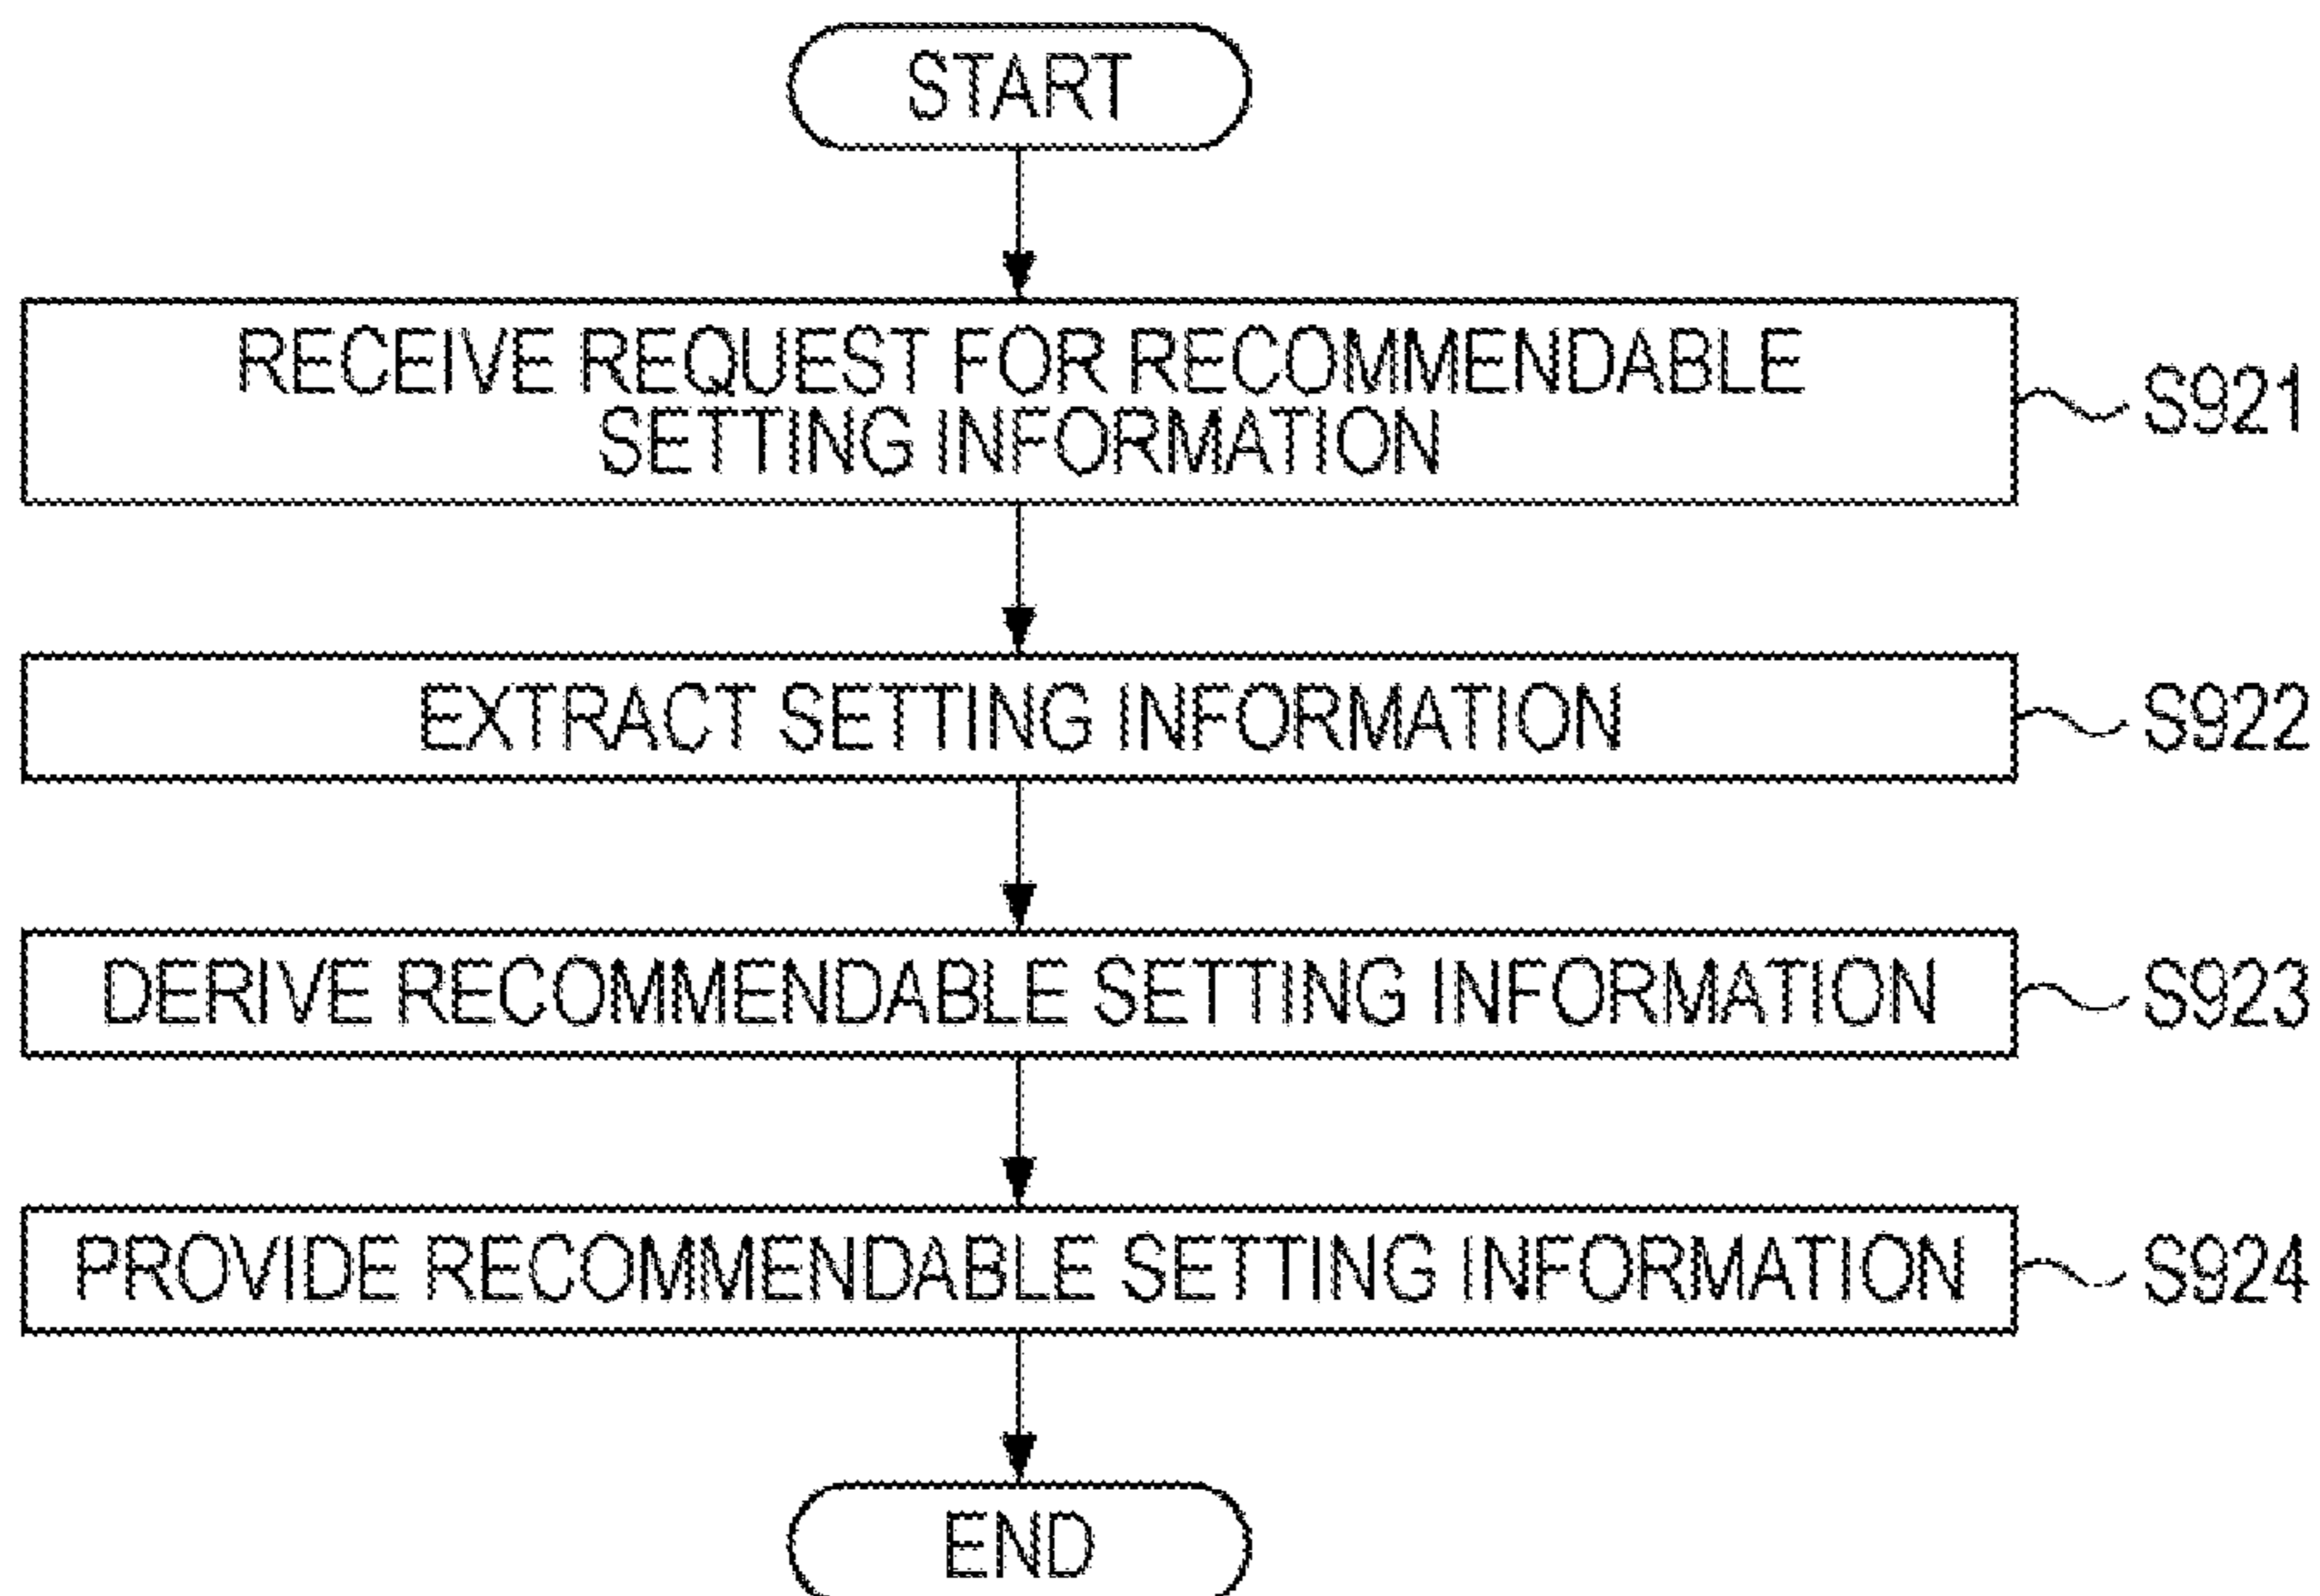 START
RECEIVE REQUEST FOR RECOMMENDABLE
SETTING INFORMATION
S921
EXTRACT SETTING INFORMATION
S922
DERIVE RECOMMENDABLE SETTING INFORMATION
S923
PROVIDE RECOMMENDABLE SETTING INFORMATION
S924
END